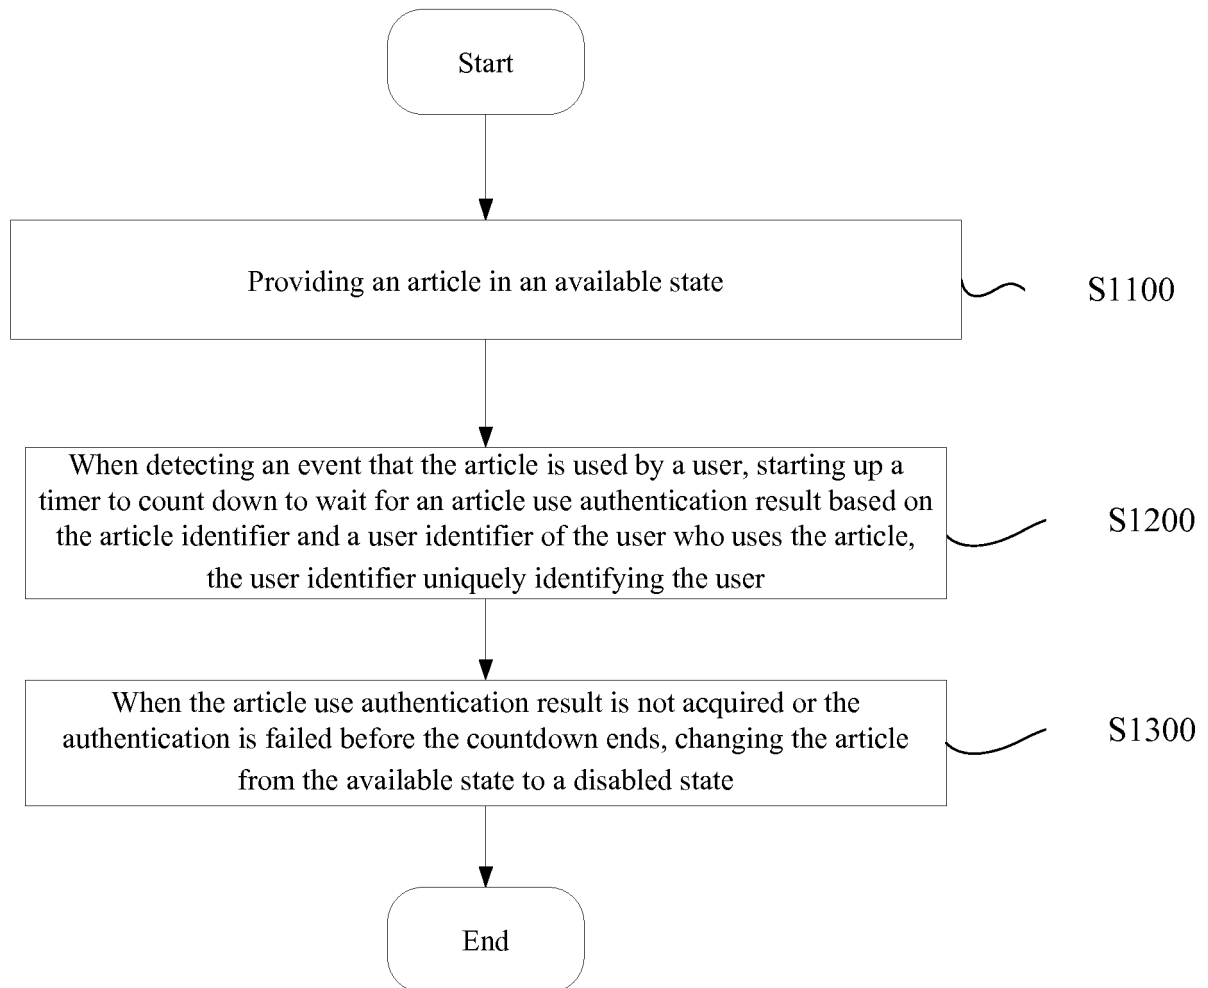 Start
Providing an article in an available state
S1100
When detecting an event that the article is used by a user, starting up a
timer to count down to wait for an article use authentication result based on
the article identifier and a user identifier of the user who uses the article,
the user identifier uniquely identifying the user
S1200
When the article use authentication result is not acquired or the
authentication is failed before the countdown ends, changing the article
from the available state to a disabled state
S1300
End